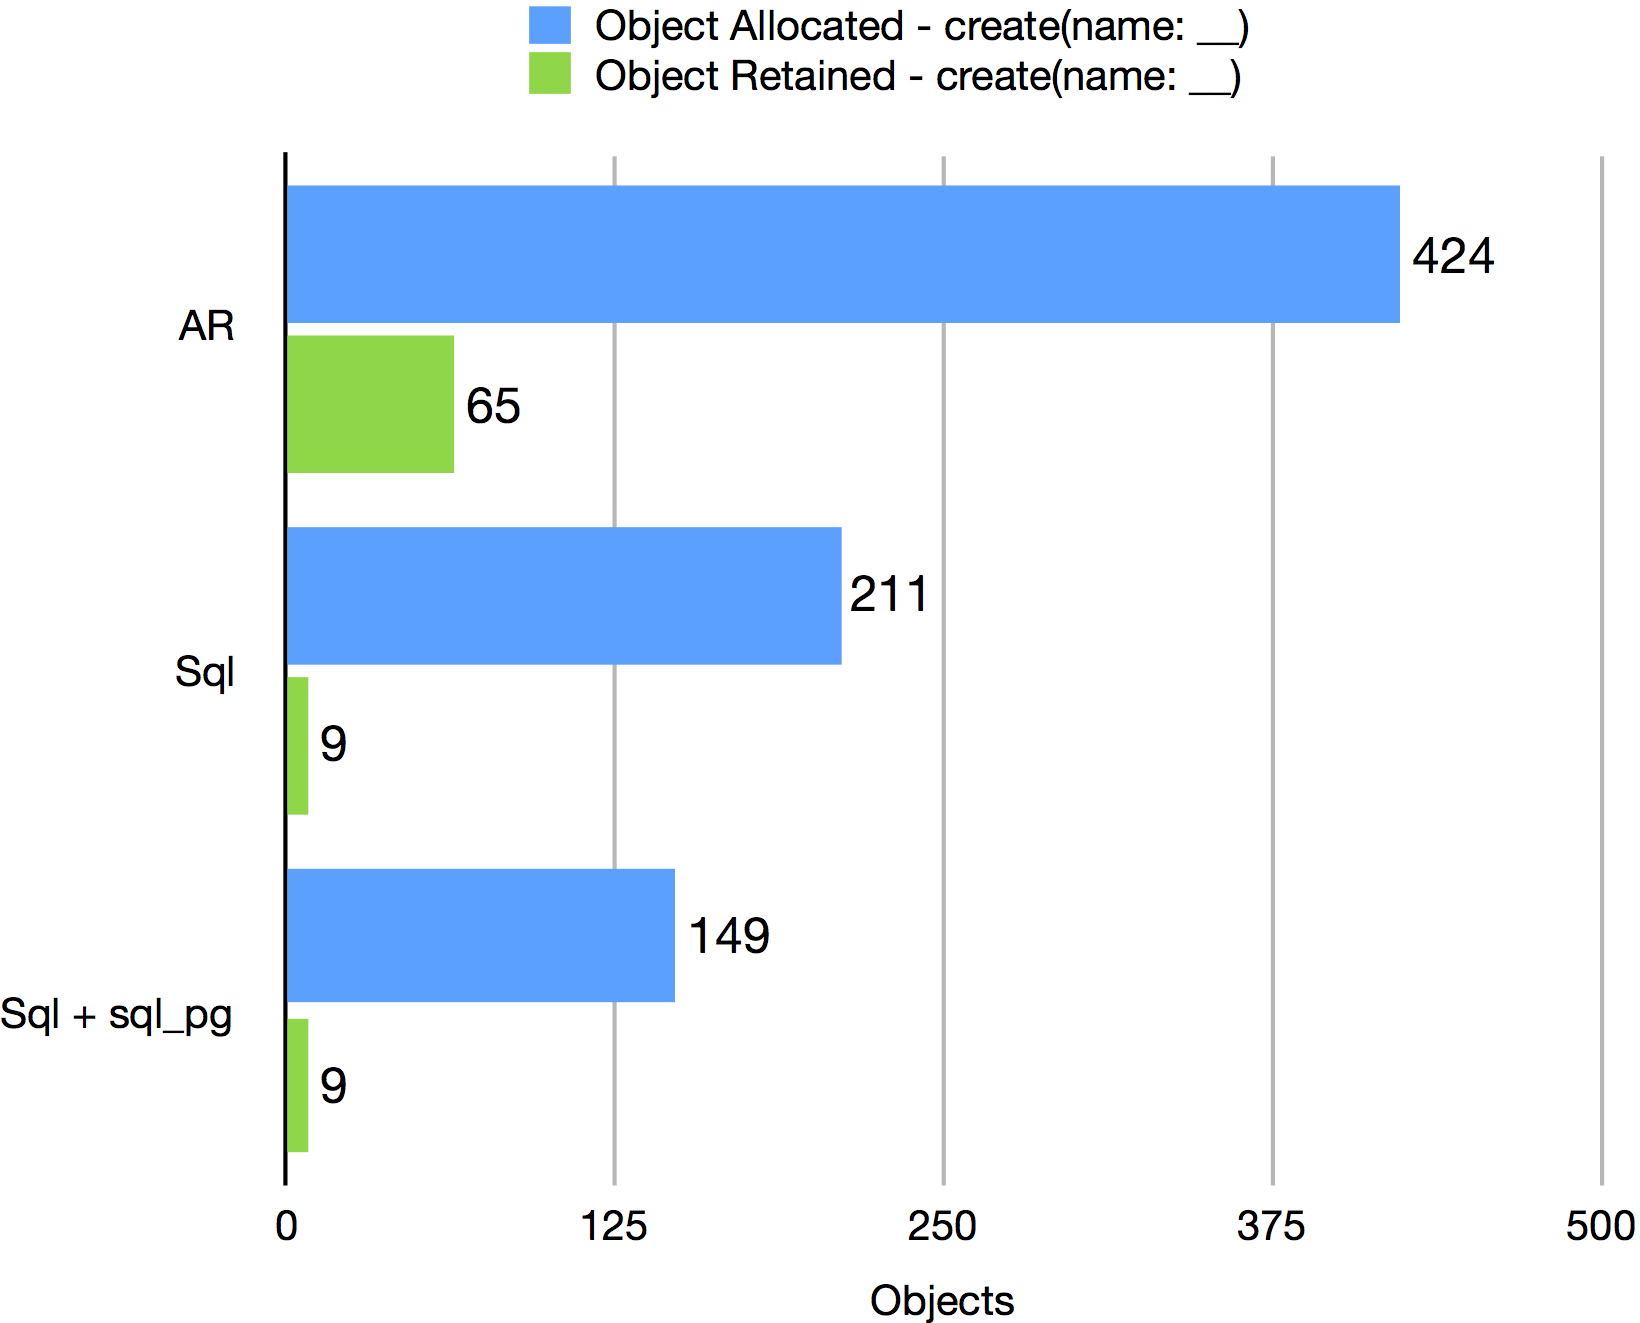 Object Allocated - create(name: __)
Object Retained - create(name: __)
424
AR
65
211
Sql
9
149
Sql + sql_pg
9
0 125 250 375 500
Objects